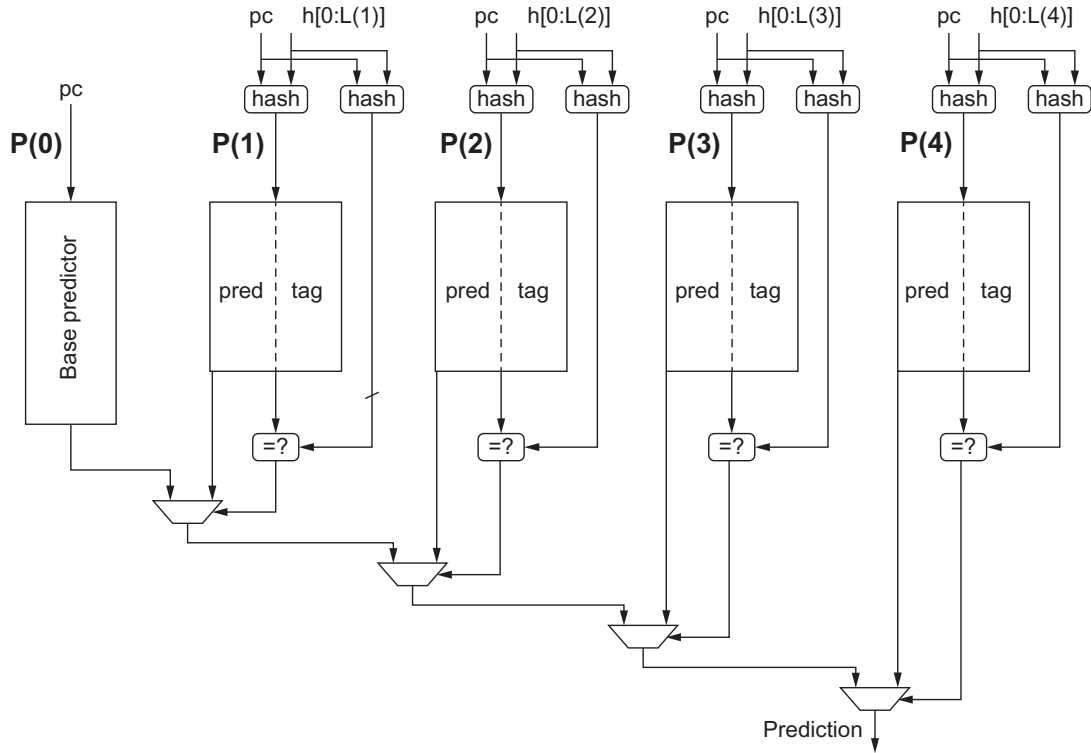 pc h[0:L(1)] pc h[0:L(2)] pc h[0:L(3)] pc h[0:L(4)]
hash hash hash hash hash hash hash hash
pc
P(0) P(1) P(2) P(3) P(4)
Base predictor
pred tag pred tag pred tag pred tag
=? =? =? =?
Prediction